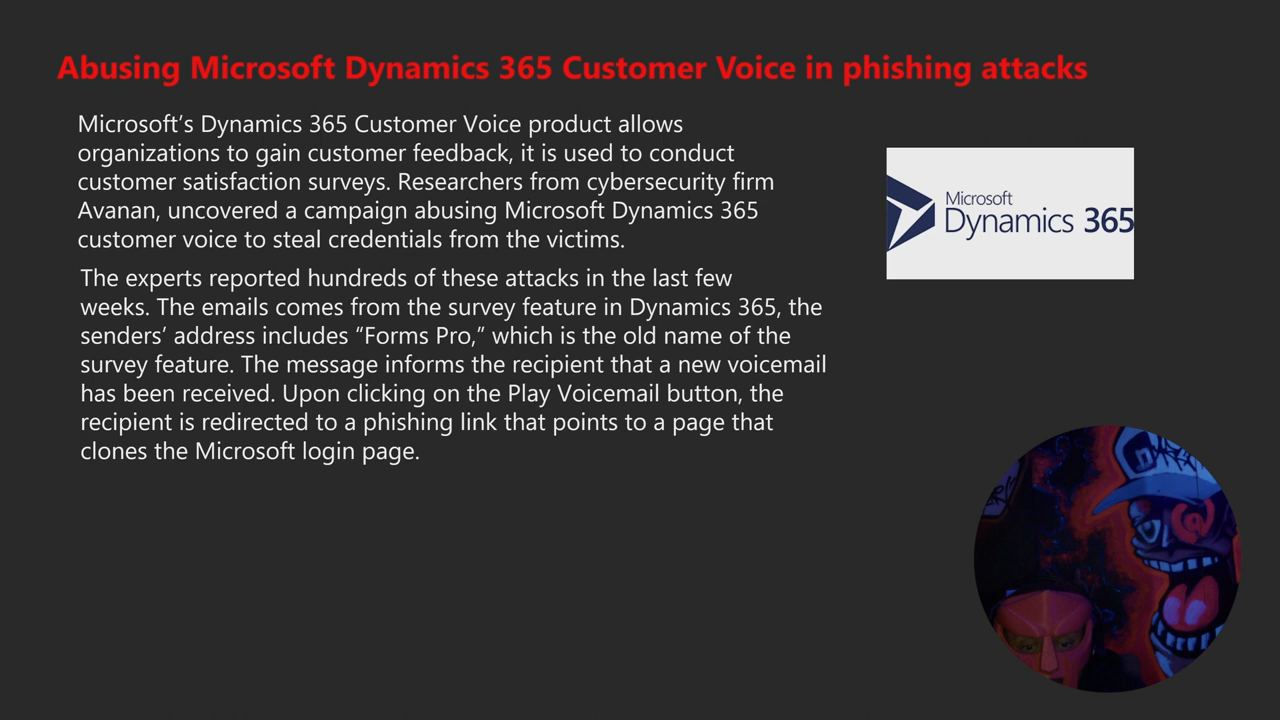 Abusing Microsoft Dynamics 365 Customer Voice in phishing attacks
Microsoft’s Dynamics 365 Customer Voice product allows
organizations to gain customer feedback, it is used to conduct
customer satisfaction surveys. Researchers from cybersecurity firm
Avanan, uncovered a campaign abusing Microsoft Dynamics 365
customer voice to steal credentials from the victims.
The experts reported hundreds of these attacks in the last few
weeks. The emails comes from the survey feature in Dynamics 365, the
senders’ address includes “Forms Pro,” which is the old name of the
survey feature. The message informs the recipient that a new voicemail
has been received. Upon clicking on the Play Voicemail button, the
recipient is redirected to a phishing link that points to a page that
clones the Microsoft login page.
Microsoft
Dynamics 365